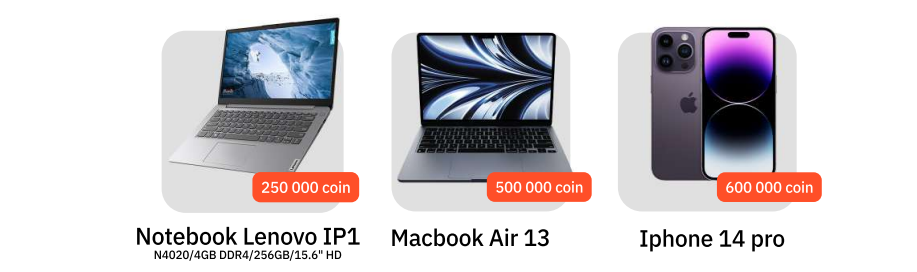 250 000 coin
500 000 coin
600 000 coin
Notebook Lenovo IP1
N4020/4GB DDR4/256GB/15.6" HD
Macbook Air 13
Iphone 14 pro